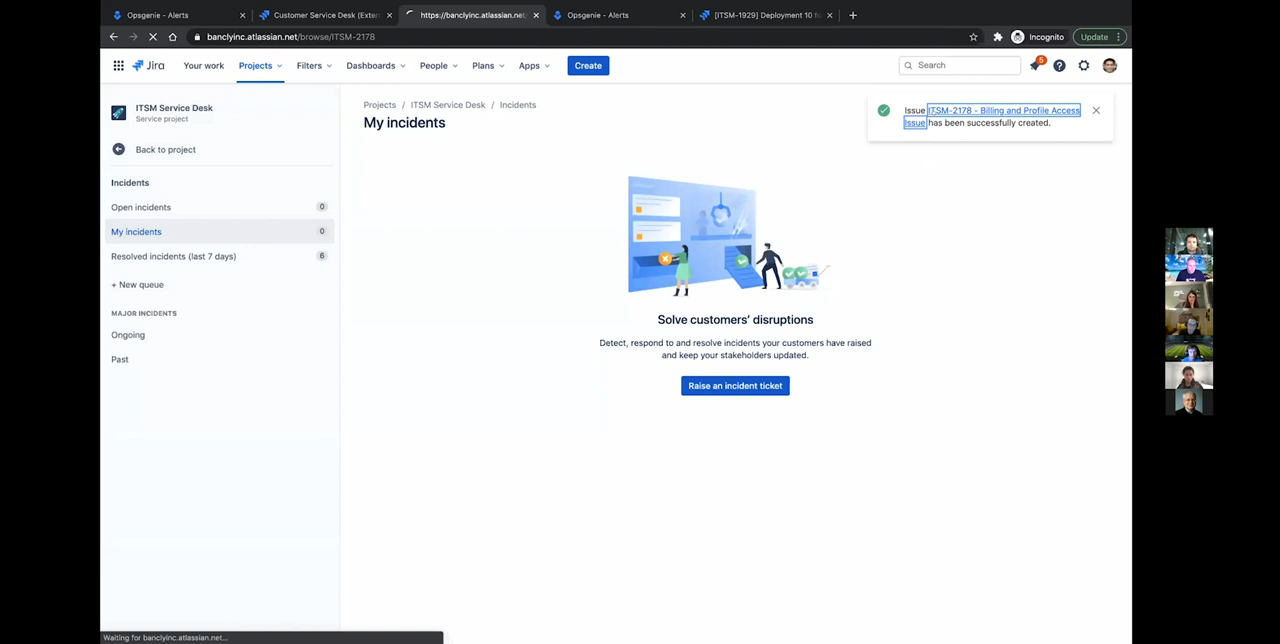 Opsgenie - Alerts
Customer Service Desk (Exter
https://banclyinc.atlassian.net
Opsgenie - Alerts
[ITSM-1929] Deployment 10 f
banclyinc.atlassian.net/browse/ITSM-2178
Incognito
Update
Jira
Your work
Projects
Filters
Dashboards
People
Plans
Apps
Create
Search
5
ITSM Service Desk
Service project
Back to project
Incidents
Open incidents 0
My incidents 0
Resolved incidents (last 7 days) 6
+ New queue
MAJOR INCIDENTS
Ongoing
Past
Projects / ITSM Service Desk / Incidents
My incidents
Issue ITSM-2178 - Billing and Profile Access
Issue has been successfully created.
Solve customers' disruptions
Detect, respond to and resolve incidents your customers have raised
and keep your stakeholders updated.
Raise an incident ticket
Waiting for banclyinc.atlassian.net...